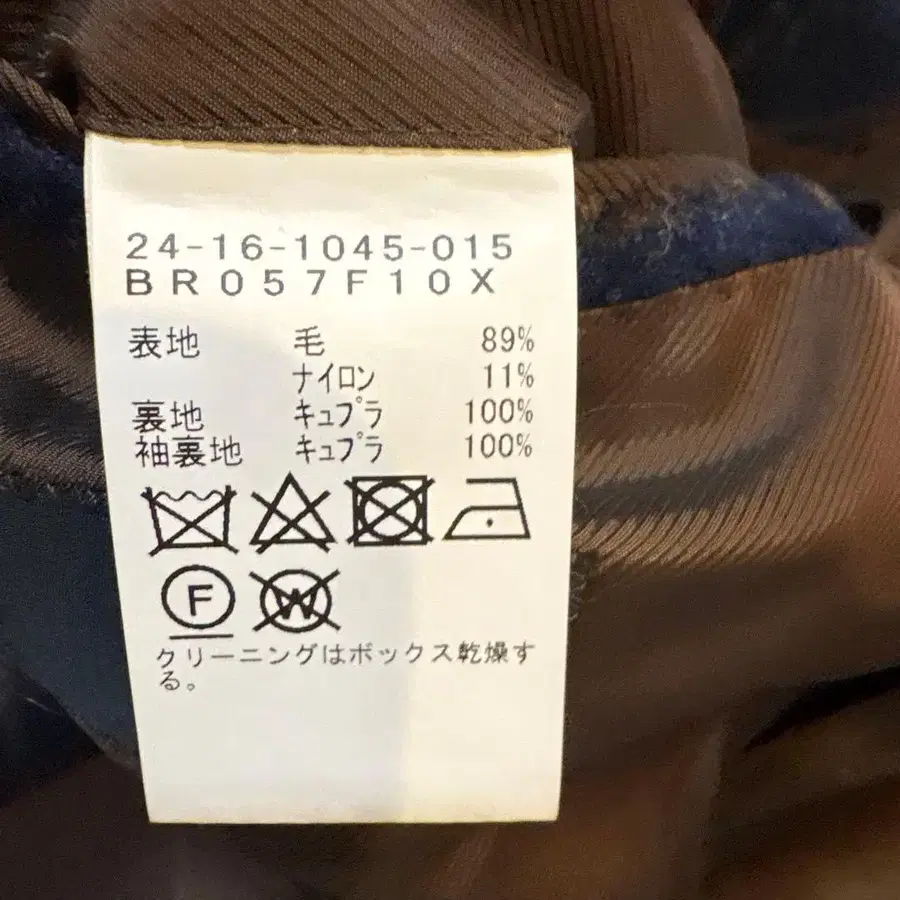 24-16-1045-015
BR057F10X
表地 毛 89%
ナイロン 11%
裏地 キュプラ 100%
袖裏地 キュプラ 100%
F W
クリーニングはボックス乾燥す
る。